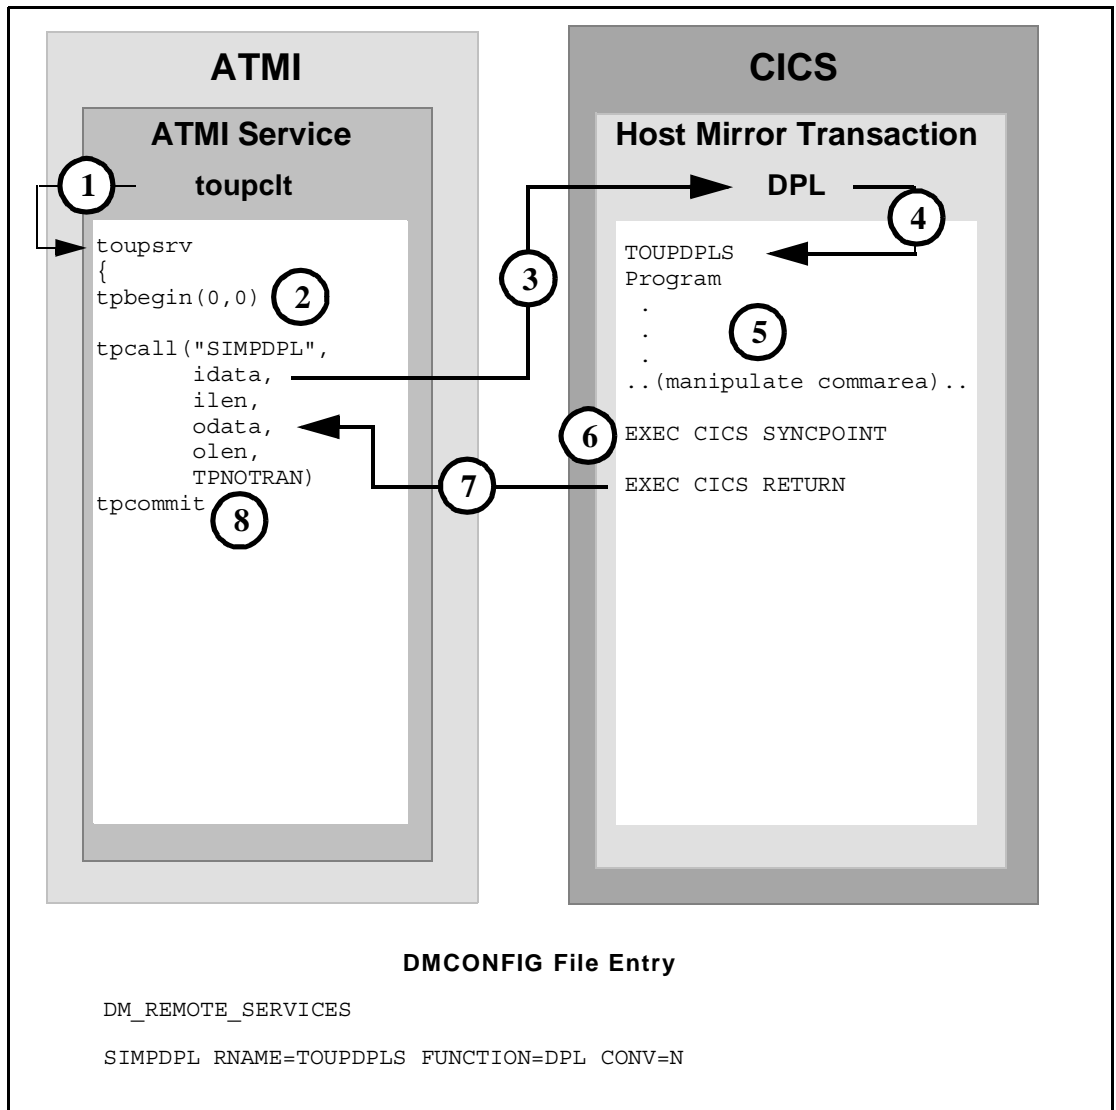 ATMI
ATMI Service
1
toupclt
toupsrv
{
tpbegin(0,0)
2
tpcall("SIMPDPL",
idata,
ilen,
odata,
olen,
TPNOTRAN)
tpcommit
8
3
7
CICS
Host Mirror Transaction
DPL
4
TOUPDPLS
Program
.
.
.
5
..(manipulate commarea)..
6
EXEC CICS SYNCPOINT
EXEC CICS RETURN
DMCONFIG File Entry
DM_REMOTE_SERVICES
SIMPDPL RNAME=TOUPDPLS FUNCTION=DPL CONV=N